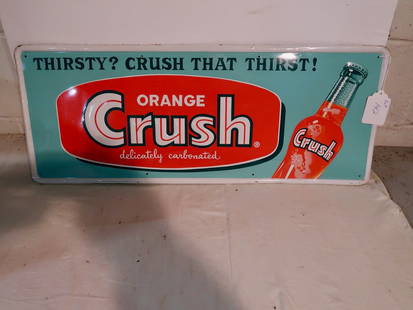 THIRSTY? CRUSH THAT THIRST!
ORANGE
Crush®
delicately carbonated
Crush